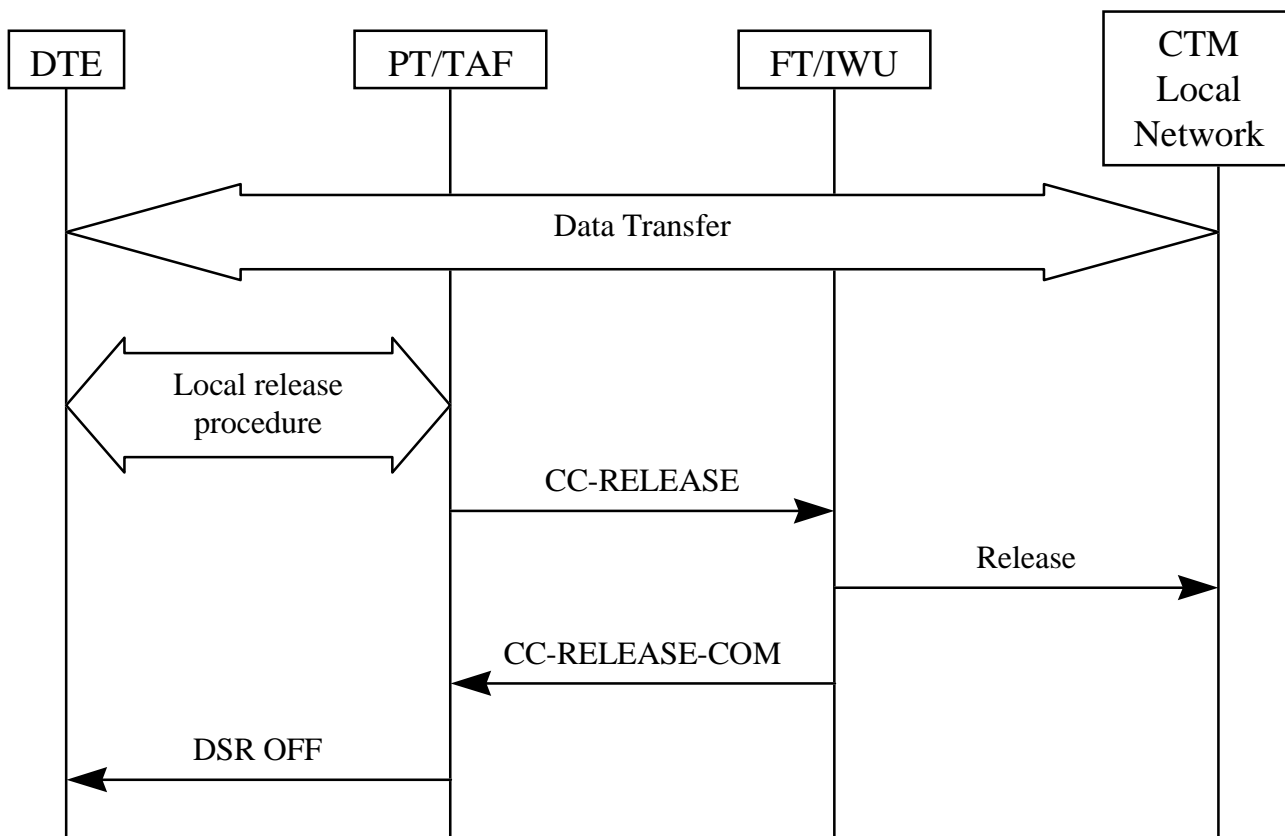 DTE
PT/TAF
FT/IWU
CTM
Local
Network
Data Transfer
Local release
procedure
CC-RELEASE
Release
CC-RELEASE-COM
DSR OFF